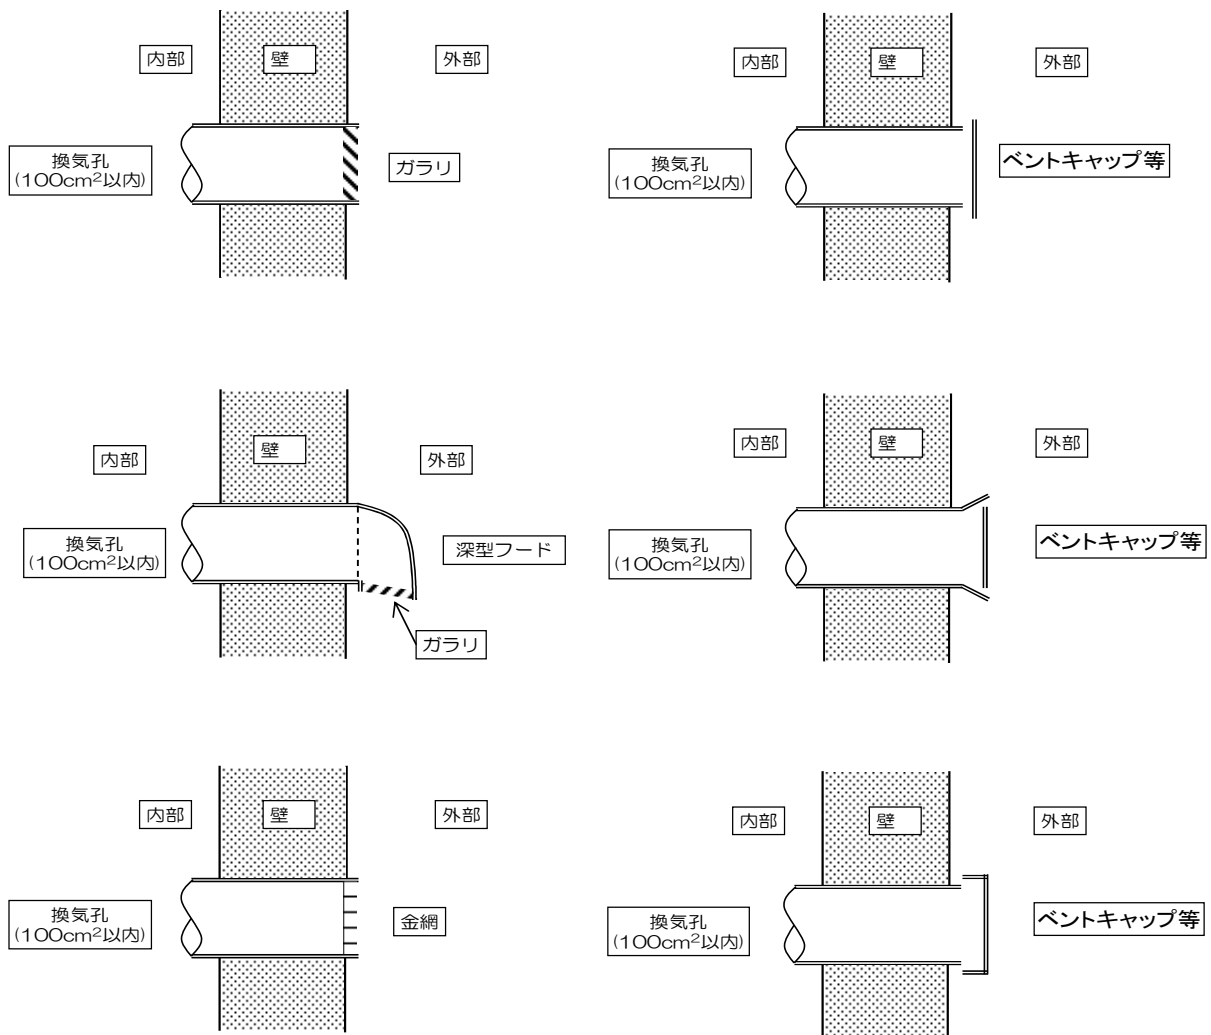 内部
壁
外部
換気孔
(100cm²以内)
ガラリ
内部
壁
外部
換気孔
(100cm²以内)
ベントキャップ等
内部
壁
外部
換気孔
(100cm²以内)
深型フード
ガラリ
内部
壁
外部
換気孔
(100cm²以内)
ベントキャップ等
内部
壁
外部
換気孔
(100cm²以内)
金網
内部
壁
外部
換気孔
(100cm²以内)
ベントキャップ等